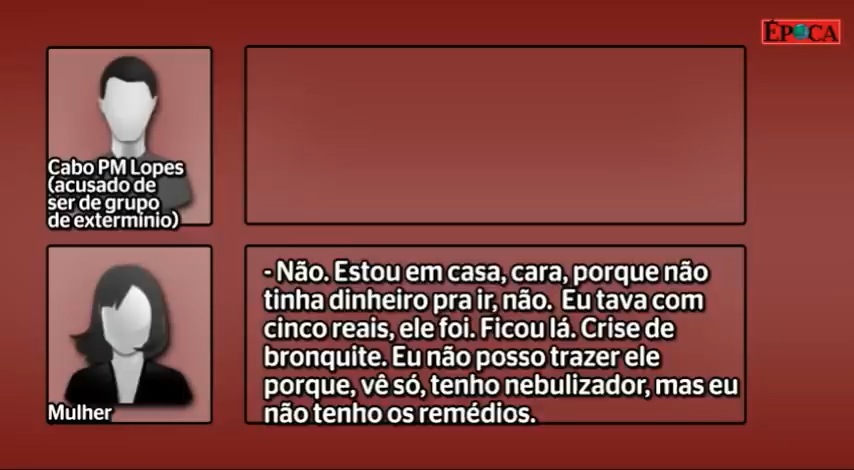 ÉPOCA
Cabo PM Lopes
(acusado de
ser de grupo
de extermínio)
- Não. Estou em casa, cara, porque não
tinha dinheiro pra ir, não. Eu tava com
cinco reais, ele foi. Ficou lá. Crise de
bronquite. Eu não posso trazer ele
porque, vê só, tenho nebulizador, mas eu
não tenho os remédios.
Mulher